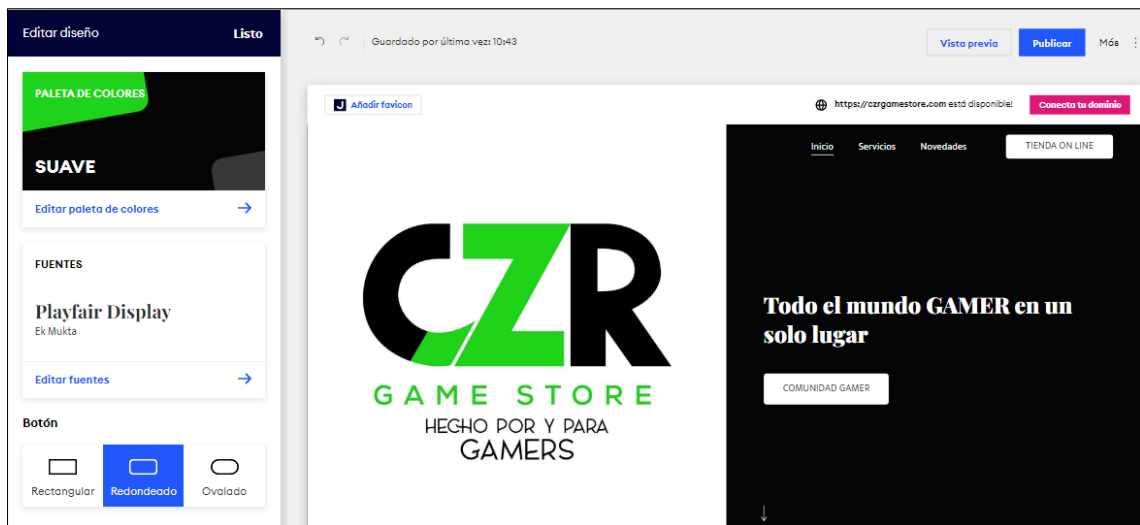 Editar diseño
Listo
Guardado por última vez: 10:43
Vista previa
Publicar
Más
PALETA DE COLORES
SUAVE
Editar paleta de colores
FUENTES
Playfair Display
Ek Mukta
Editar fuentes
Botón
Rectangular
Redondeado
Ovalado
J Añadir favicon
https://czrgamestore.com está disponible!
Conecta tu dominio
Inicio
Servicios
Novedades
TIENDA ON LINE
CZR
GAME STORE
HECHO POR Y PARA
GAMERS
Todo el mundo GAMER en un
solo lugar
COMUNIDAD GAMER